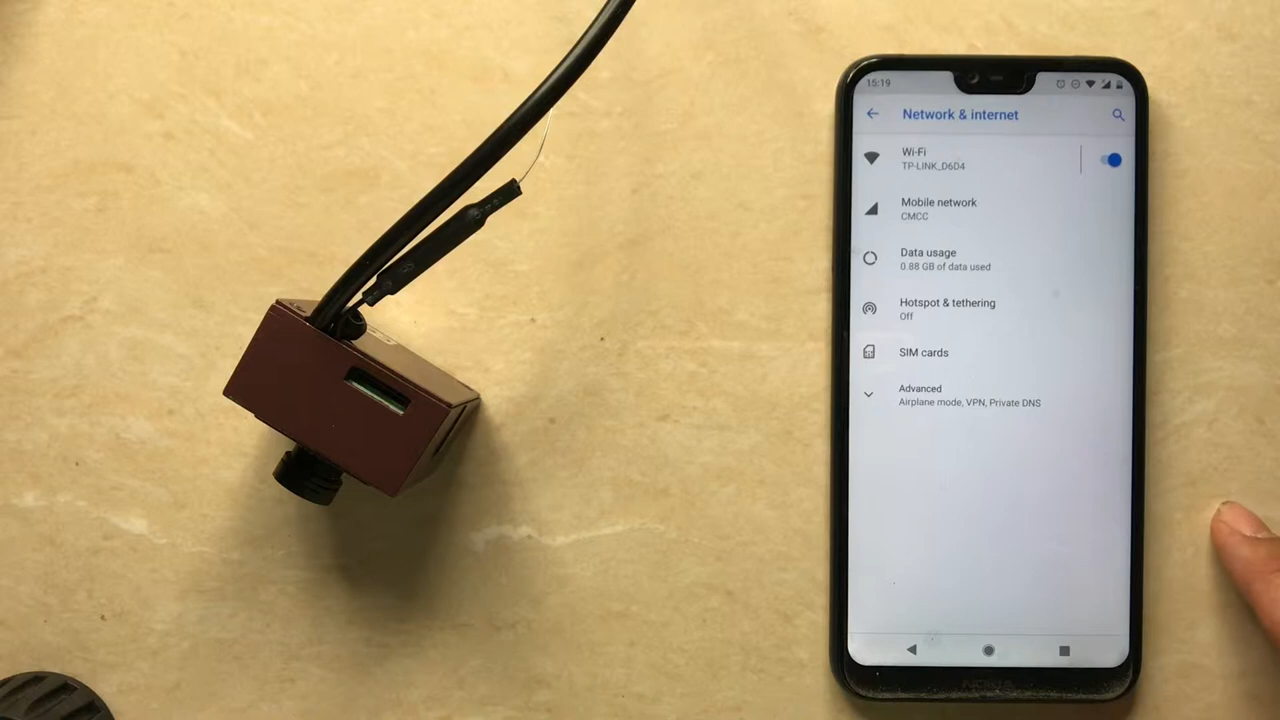 15:19
Network & internet
Wi-Fi
TP-LINK_D6D4
Mobile network
CMCC
Data usage
0.88 GB of data used
Hotspot & tethering
Off
SIM cards
Advanced
Airplane mode, VPN, Private DNS
NOKIA